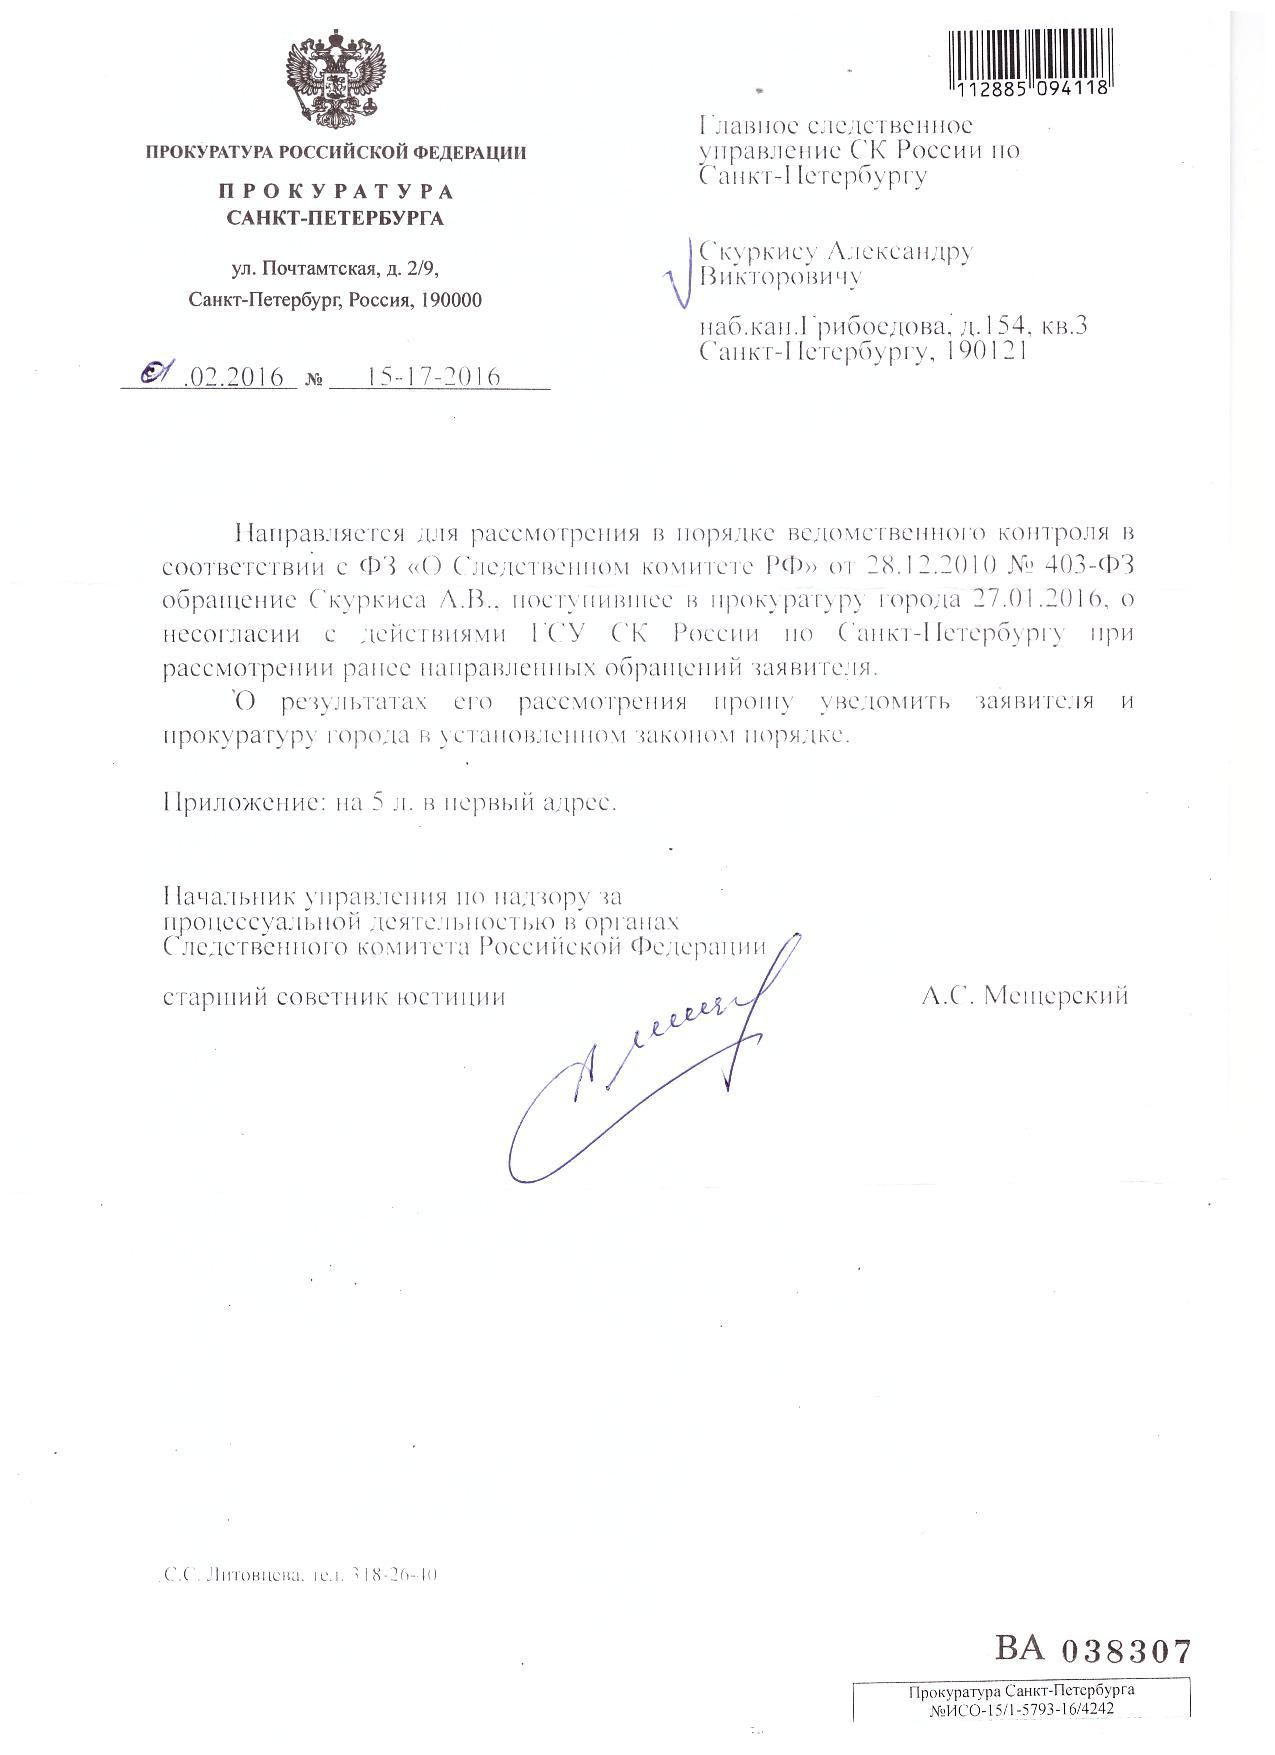 112885 094118
ПРОКУРАТУРА РОССИЙСКОЙ ФЕДЕРАЦИИ
ПРОКУРАТУРА
САНКТ-ПЕТЕРБУРГА
ул. Почтамтская, д. 2/9,
Санкт-Петербург, Россия, 190000
01.02.2016 № 15-17-2016
Главное следственное
управление СК России по
Санкт-Петербургу
Скуркису Александру
Викторовичу
наб.кан.Грибоедова, д.154, кв.3
Санкт-Петербургу, 190121
Направляется для рассмотрения в порядке ведомственного контроля в
соответствии с ФЗ «О Следственном комитете РФ» от 28.12.2010 № 403-ФЗ
обращение Скуркиса А.В., поступившее в прокуратуру города 27.01.2016, о
несогласии с действиями ГСУ СК России по Санкт-Петербургу при
рассмотрении ранее направленных обращений заявителя.
О результатах его рассмотрения прошу уведомить заявителя и
прокуратуру города в установленном законом порядке.
Приложение: на 5 л. в первый адрес.
Начальник управления по надзору за
процессуальной деятельностью в органах
Следственного комитета Российской Федерации
старший советник юстиции А.С. Мещерский
С.С. Литовцева, тел. 318-26-40
ВА 038307
Прокуратура Санкт-Петербурга
№ИСО-15/1-5793-16/4242